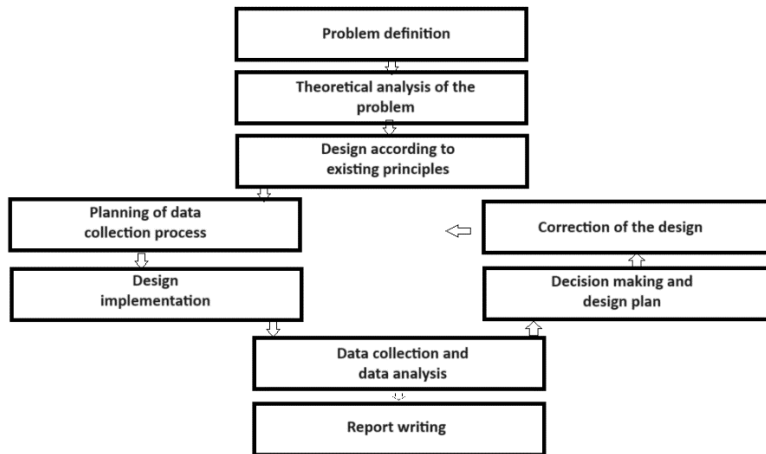 Problem definition
Theoretical analysis of the
problem
Design according to
existing principles
Planning of data
collection process
Correction of the design
Design
implementation
Decision making and
design plan
Data collection and
data analysis
Report writing